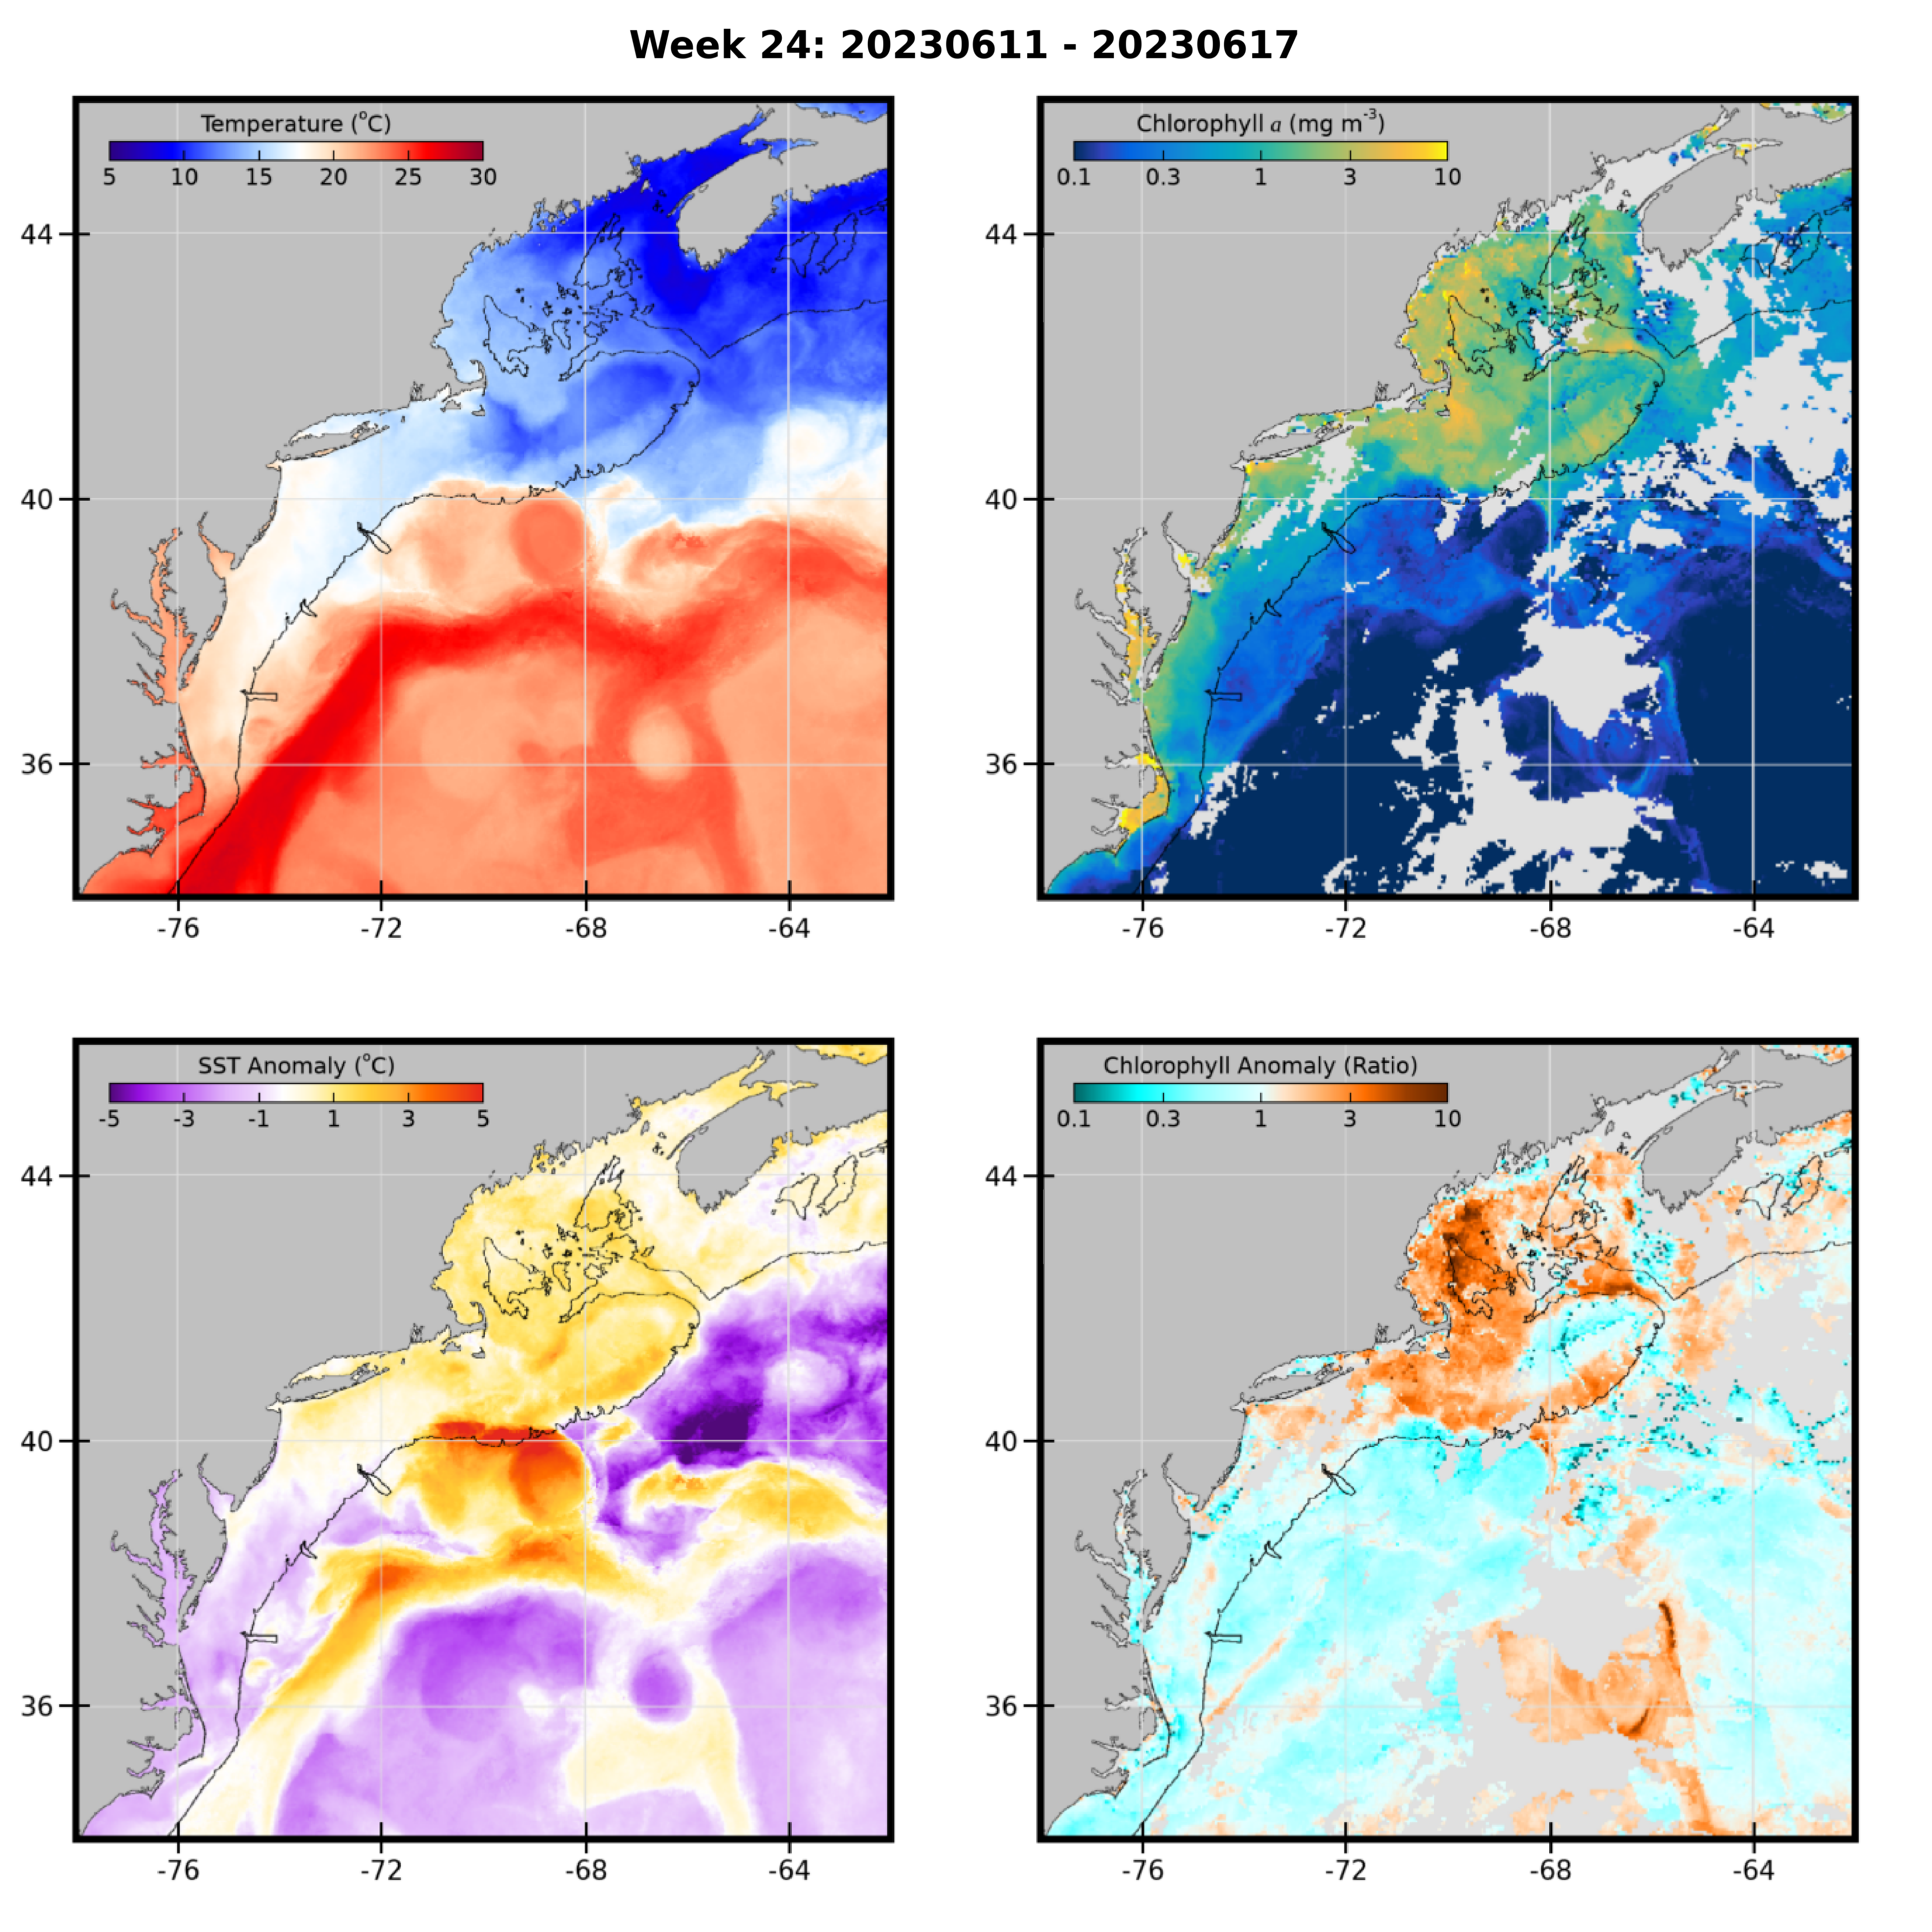 Week 24: 20230611 - 20230617
Temperature (°C)
5 10 15 20 25 30
44
40
36
-76 -72 -68 -64
Chlorophyll a (mg m-3)
0.1 0.3 1 3 10
44
40
36
-76 -72 -68 -64
SST Anomaly (°C)
-5 -3 -1 1 3 5
44
40
36
-76 -72 -68 -64
Chlorophyll Anomaly (Ratio)
0.1 0.3 1 3 10
44
40
36
-76 -72 -68 -64